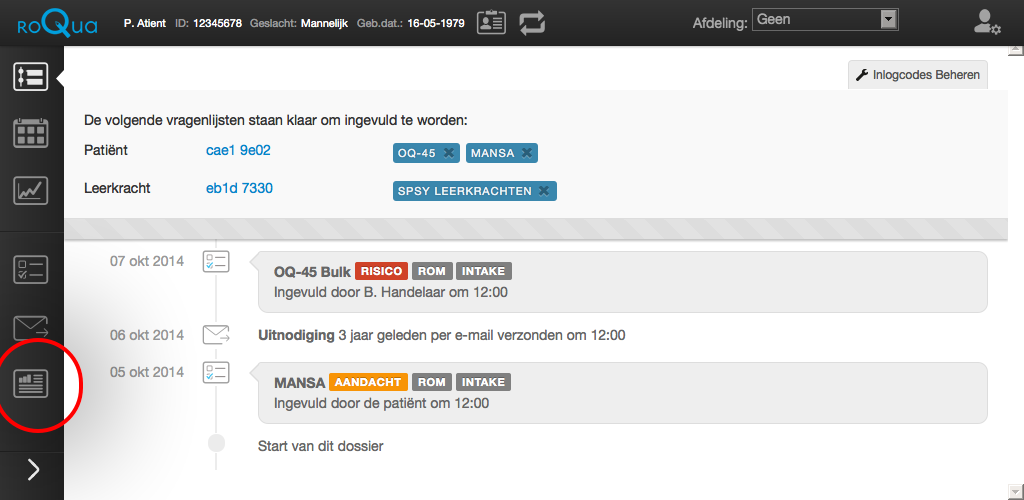 roQua P. Atient ID: 12345678 Geslacht: Mannelijk Geb.dat.: 16-05-1979 Afdeling: Geen
Inlogcodes Beheren
De volgende vragenlijsten staan klaar om ingevuld te worden:
Patiënt cae1 9e02 OQ-45 MANSA
Leerkracht eb1d 7330 SPSY LEERKRACHTEN
07 okt 2014 OQ-45 Bulk RISICO ROM INTAKE
Ingevuld door B. Handelaar om 12:00
06 okt 2014 Uitnodiging 3 jaar geleden per e-mail verzonden om 12:00
05 okt 2014 MANSA AANDACHT ROM INTAKE
Ingevuld door de patiënt om 12:00
Start van dit dossier